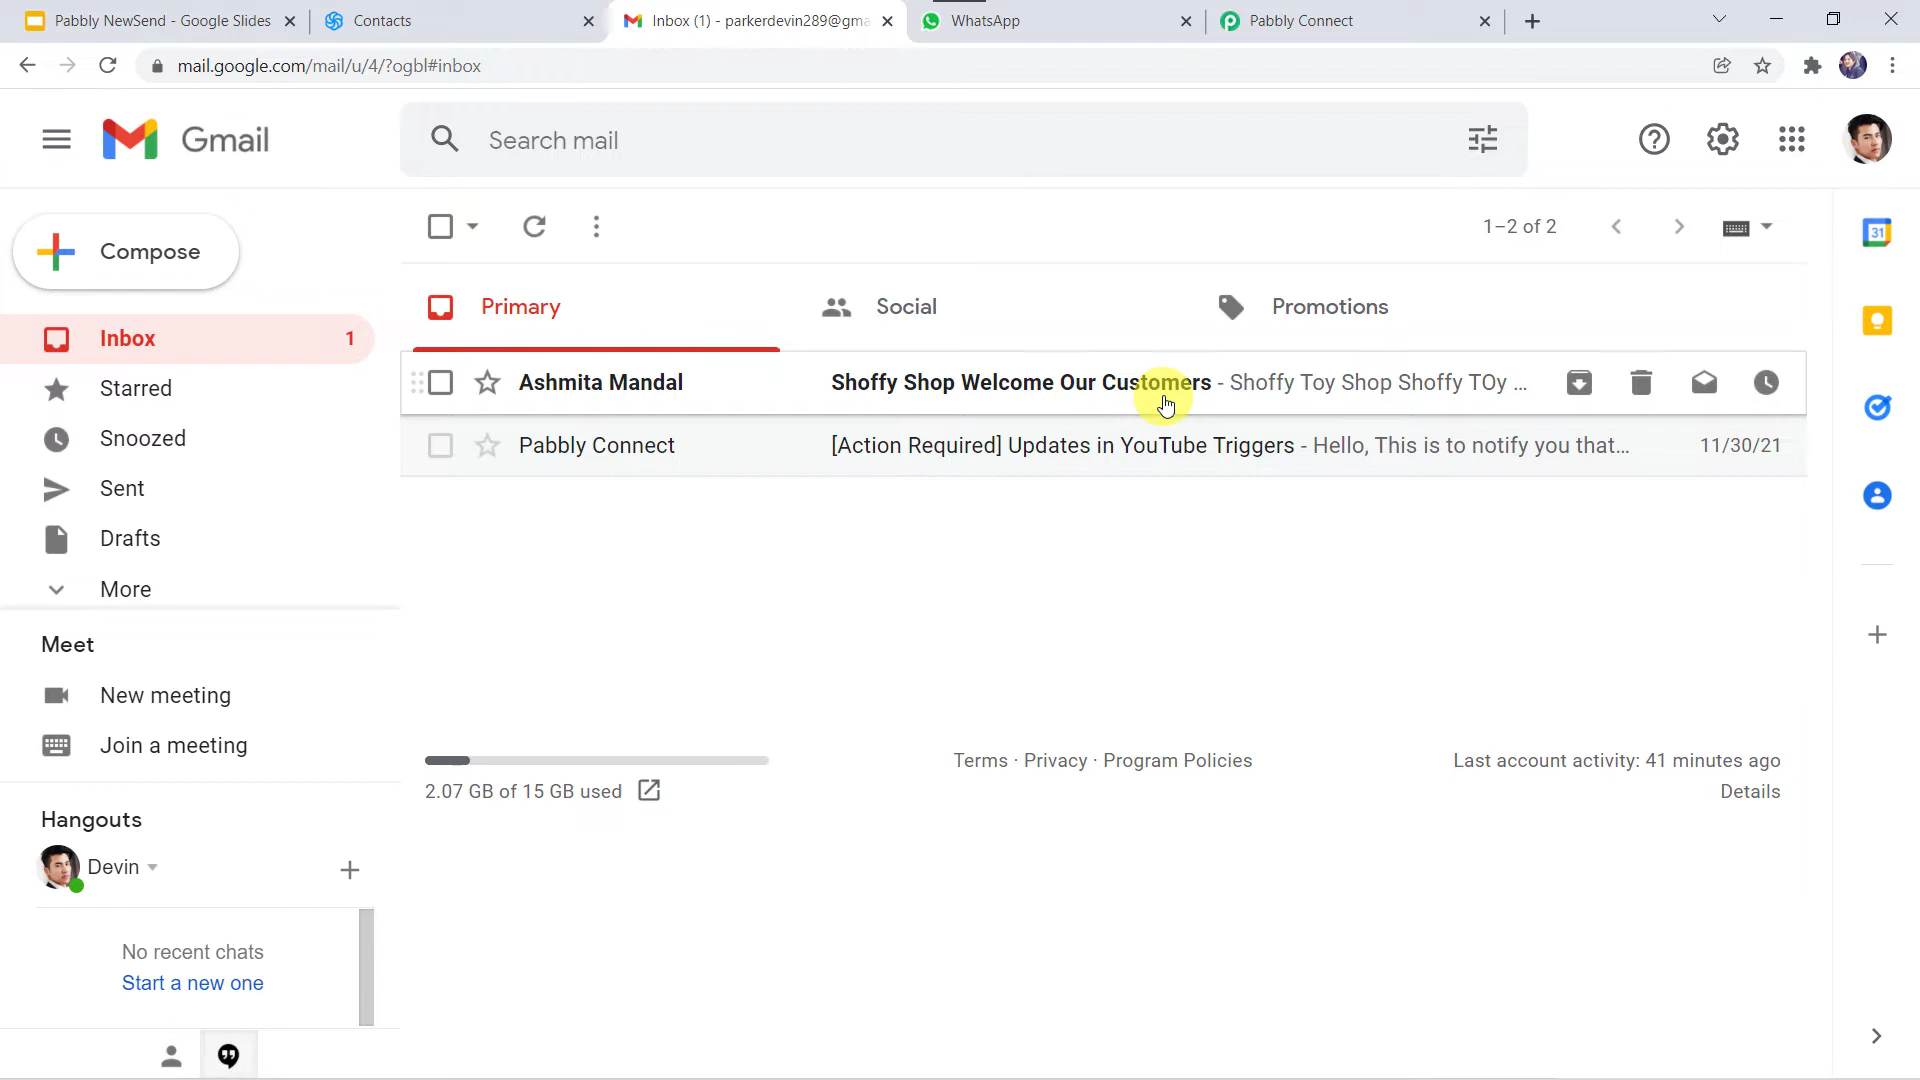 Pabbly NewSend - Google Slides
Contacts
Inbox (1) - parkerdevin289@gma
WhatsApp
Pabbly Connect
mail.google.com/mail/u/4/?ogbl#inbox
Gmail
Search mail
Compose
1–2 of 2
Primary
Social
Promotions
Inbox 1
Starred
Snoozed
Sent
Drafts
More
Ashmita Mandal Shoffy Shop Welcome Our Customers - Shoffy Toy Shop Shoffy TOy ...
Pabbly Connect [Action Required] Updates in YouTube Triggers - Hello, This is to notify you that... 11/30/21
31
Meet
New meeting
Join a meeting
2.07 GB of 15 GB used
Terms · Privacy · Program Policies
Last account activity: 41 minutes ago
Details
Hangouts
Devin
No recent chats
Start a new one